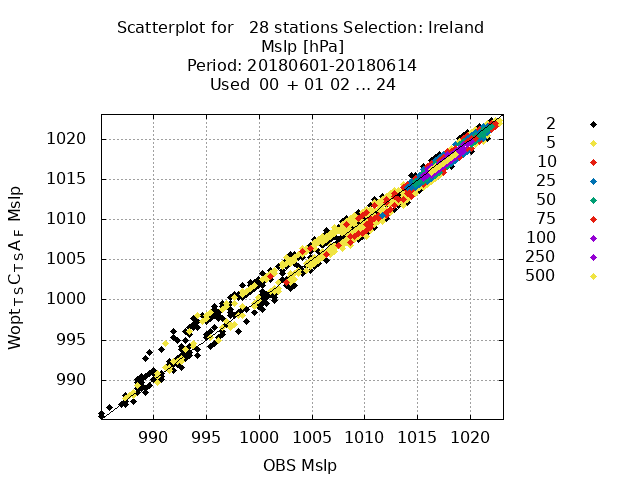 Scatterplot for 28 stations Selection: Ireland
Mslp [hPa]
Period: 20180601-20180614
Used 00 + 01 02 ... 24
1020
1015
1010
1005
1000
995
990
Wopt_TSCTSAF Mslp
990 995 1000 1005 1010 1015 1020
OBS Mslp
2
5
10
25
50
75
100
250
500